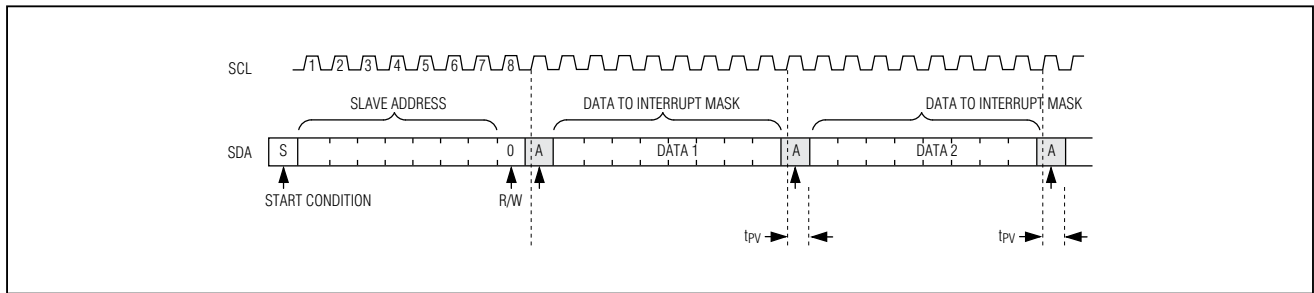 SCL 1 2 3 4 5 6 7 8
SLAVE ADDRESS DATA TO INTERRUPT MASK DATA TO INTERRUPT MASK
SDA S 0 A DATA 1 A DATA 2 A
START CONDITION R/W
tPV tPV